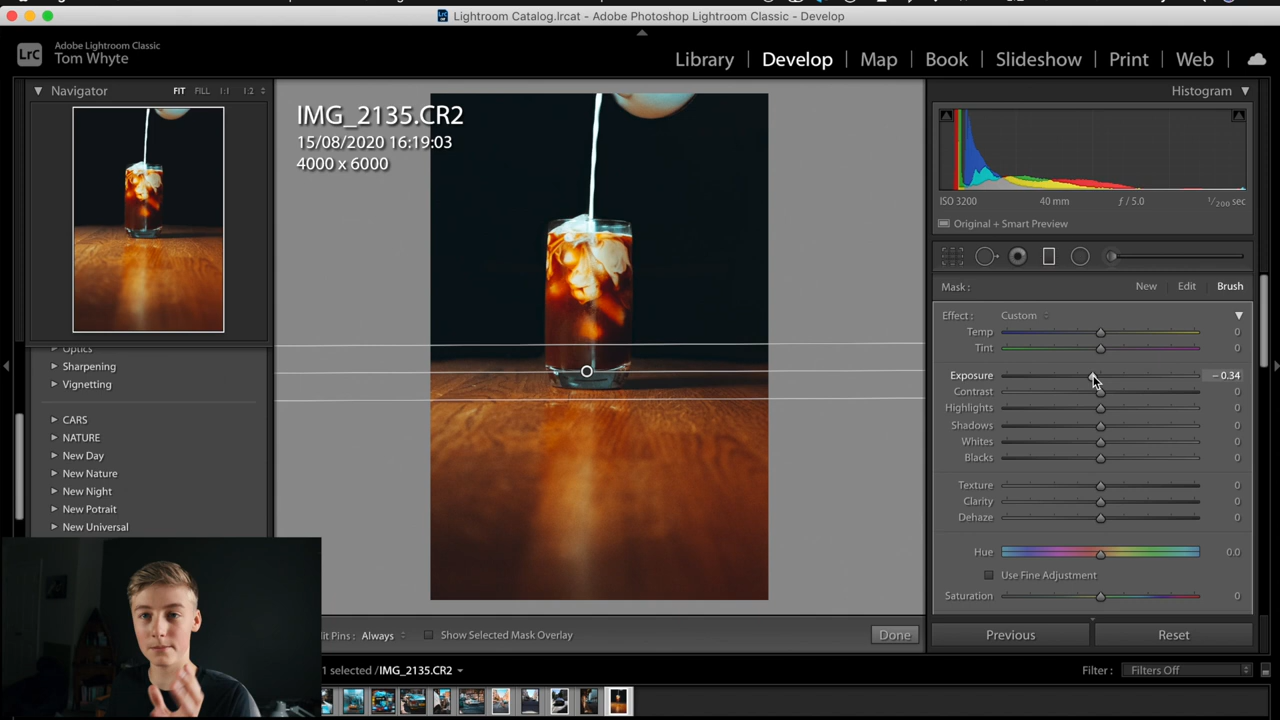 Lightroom Catalog.lrcat - Adobe Photoshop Lightroom Classic - Develop
LrC
Adobe Lightroom Classic
Tom Whyte
Library | Develop | Map | Book | Slideshow | Print | Web
Navigator FIT FILL 1:1 1:2
Optics
Sharpening
Vignetting
CARS
NATURE
New Day
New Nature
New Night
New Potrait
New Universal
IMG_2135.CR2
15/08/2020 16:19:03
4000 x 6000
Histogram
ISO 3200 40 mm ƒ / 5.0 1/200 sec
Original + Smart Preview
Mask : New Edit Brush
Effect : Custom
Temp 0
Tint 0
Exposure – 0.34
Contrast 0
Highlights 0
Shadows 0
Whites 0
Blacks 0
Texture 0
Clarity 0
Dehaze 0
Hue 0.0
Use Fine Adjustment
Saturation 0
Previous Reset
it Pins : Always Show Selected Mask Overlay Done
1 selected / IMG_2135.CR2
Filter : Filters Off